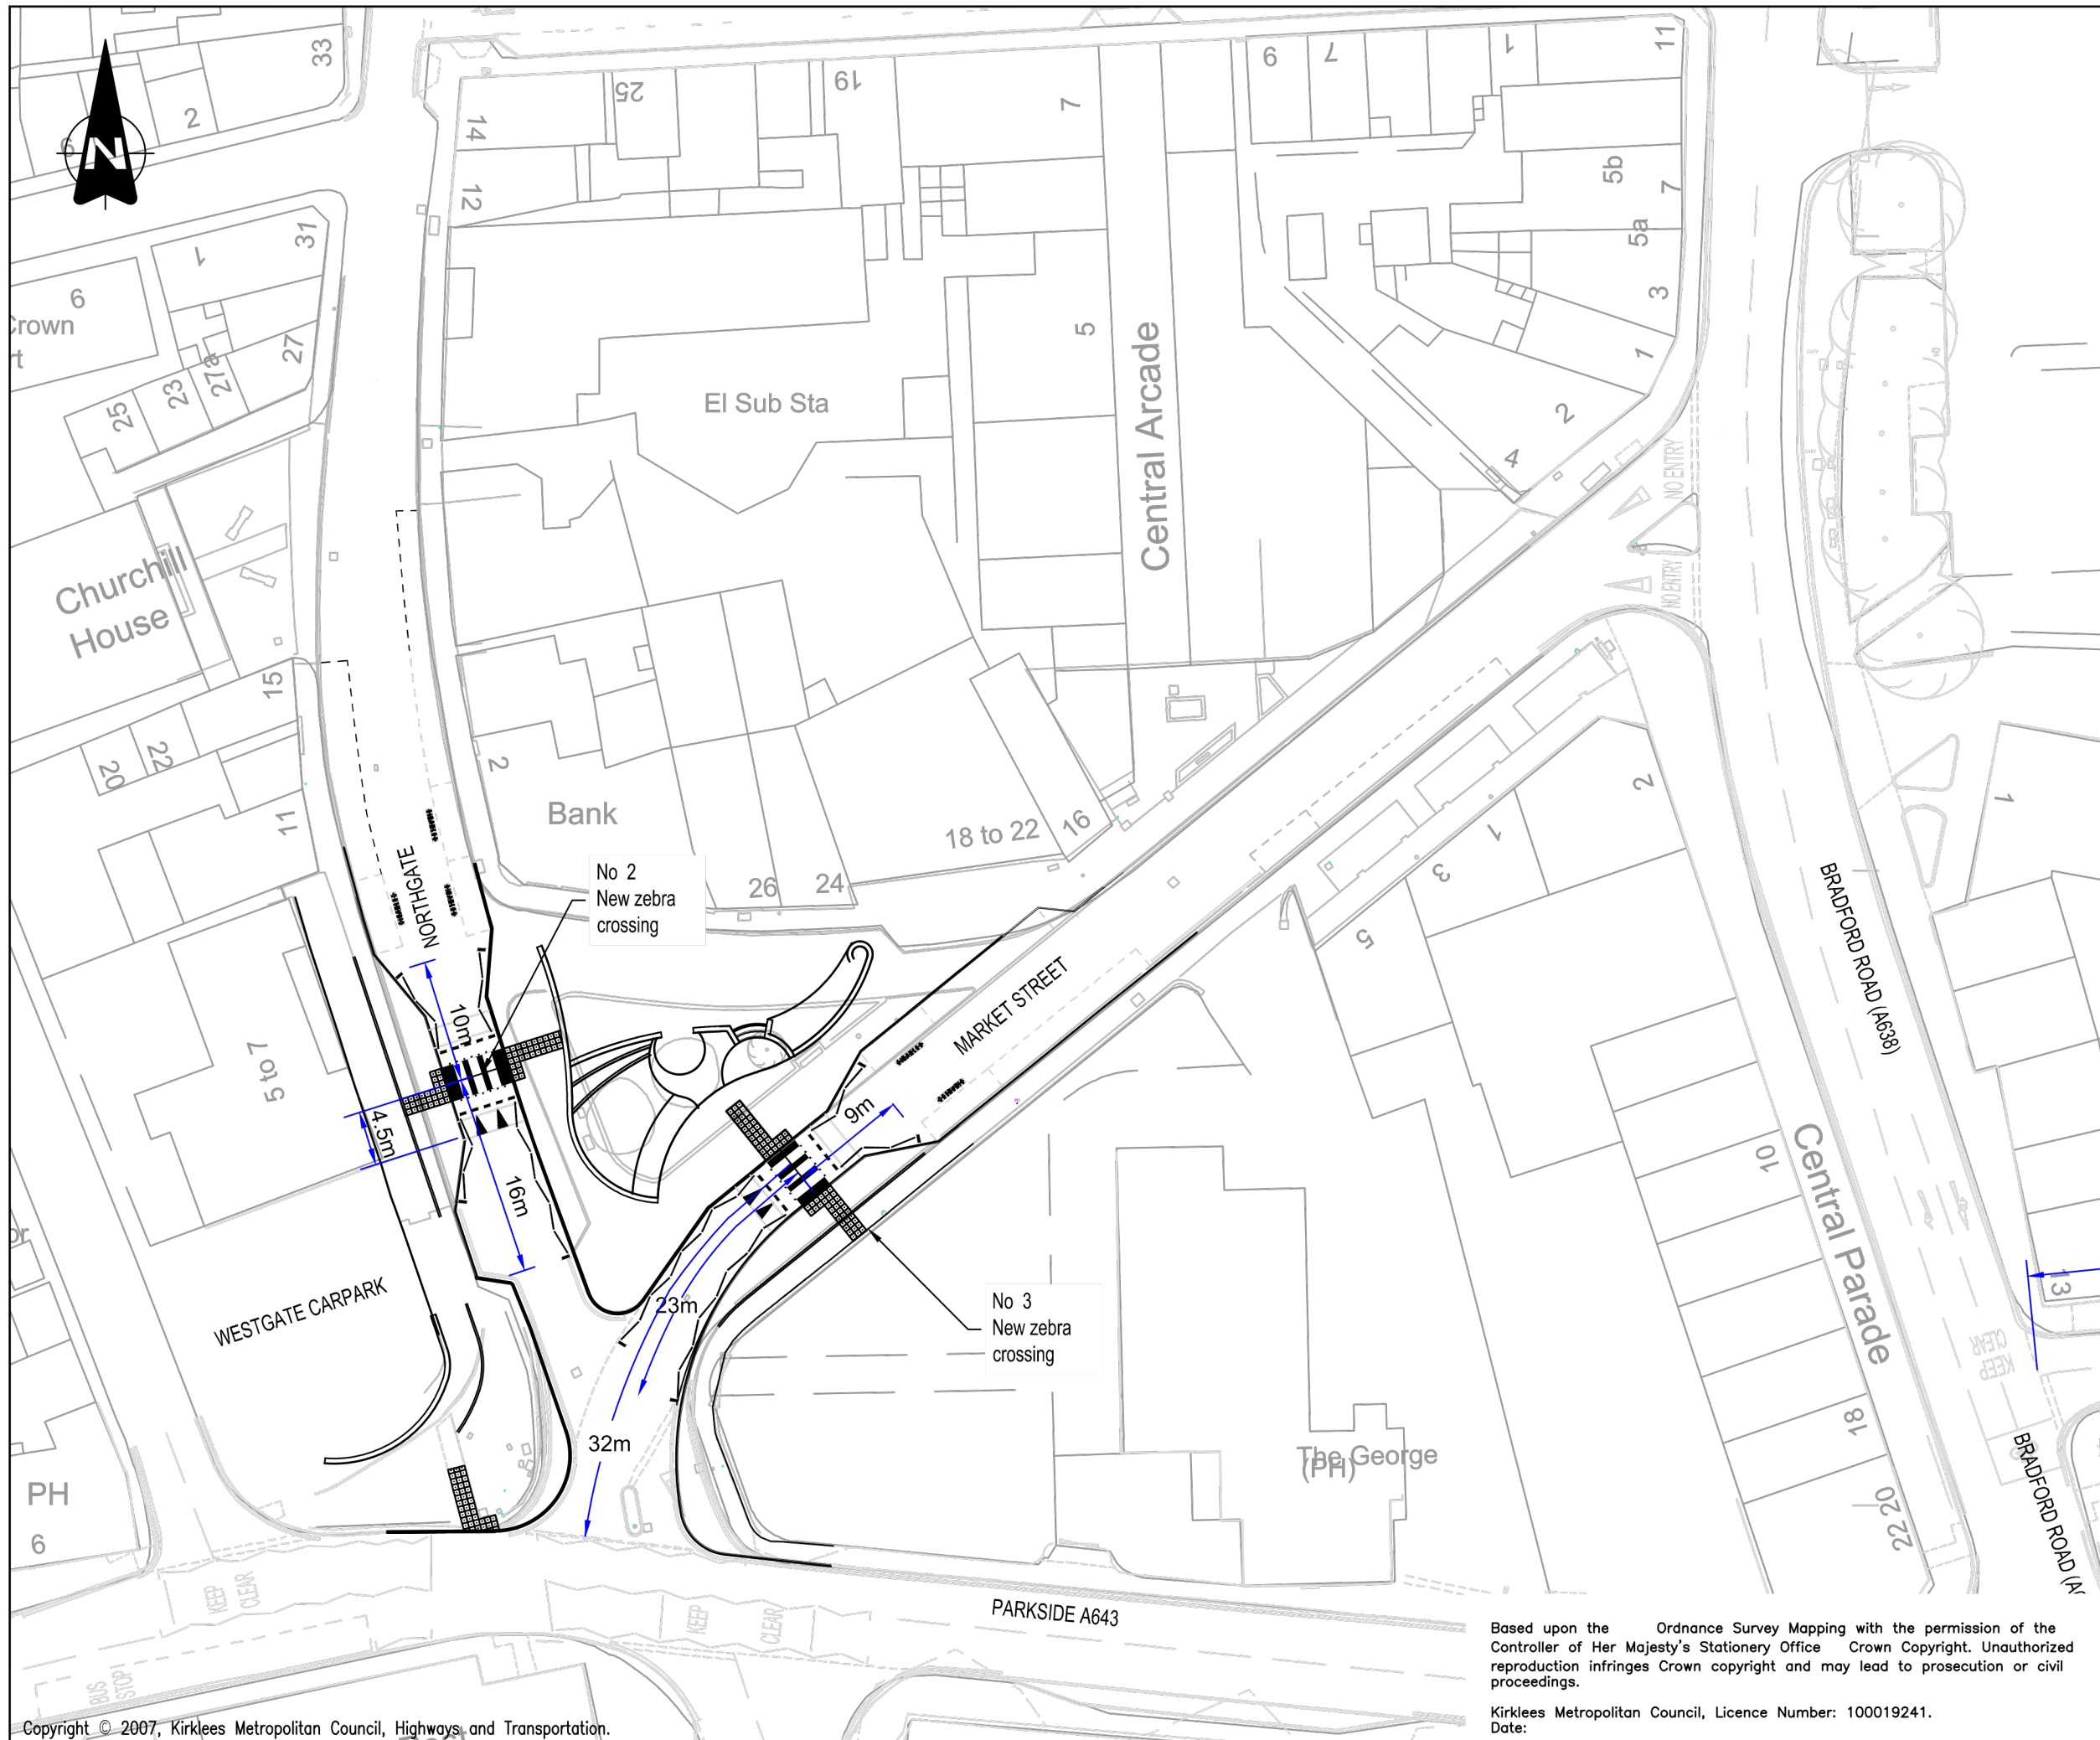 33
2
6
N
14
25
19
7
9
7
1
11
12
31
1
5b
7
5a
6
Crown
rt
27
27a
23
25
3
1
5
2
4
El Sub Sta
Central Arcade
NO ENTRY
NO ENTRY
Churchill
House
15
22
20
11
2
Bank
18 to 22
16
26
24
2
1
3
5
1
NORTHGATE
No 2
New zebra
crossing
BRADFORD ROAD (A638)
MARKET STREET
10m
5 to 7
4.5m
9m
16m
10
Central Parade
WESTGATE CARPARK
23m
No 3
New zebra
crossing
13
KEEP
CLEAR
32m
18
The George
(PH)
PH
6
20
22
BRADFORD ROAD (A6
KEEP
CLEAR
KEEP
CLEAR
PARKSIDE A643
BUS
STOP
Based upon the Ordnance Survey Mapping with the permission of the
Controller of Her Majesty's Stationery Office Crown Copyright. Unauthorized
reproduction infringes Crown copyright and may lead to prosecution or civil
proceedings.
Kirklees Metropolitan Council, Licence Number: 100019241.
Date:
Copyright © 2007, Kirklees Metropolitan Council, Highways and Transportation.